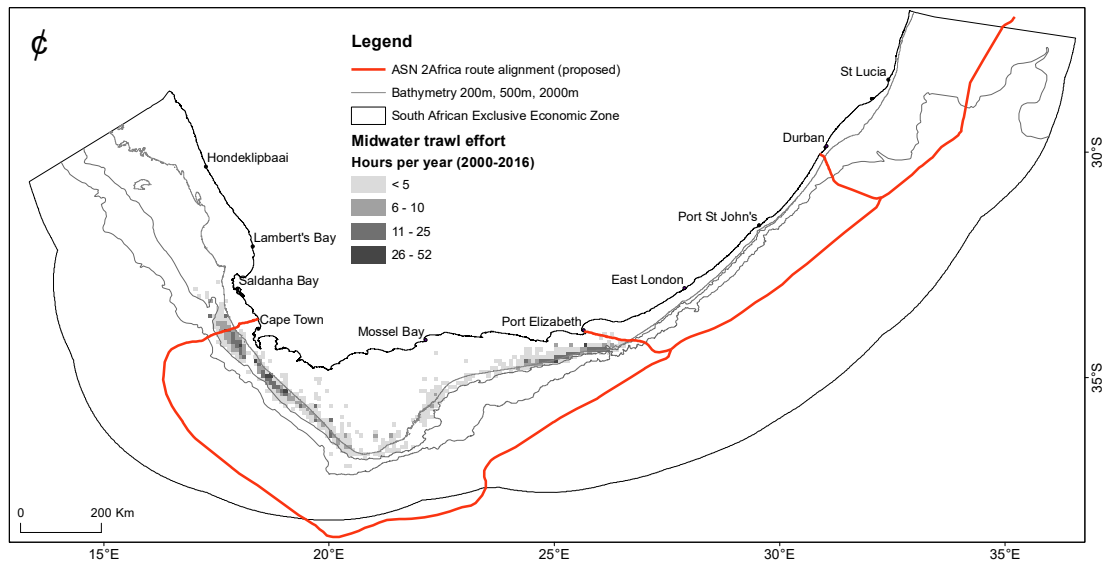 ¢
Legend
ASN 2Africa route alignment (proposed)
Bathymetry 200m, 500m, 2000m
South African Exclusive Economic Zone
Midwater trawl effort
Hours per year (2000-2016)
< 5
6 - 10
11 - 25
26 - 52
St Lucia
Durban
30°S
Hondeklipbaai
Port St John's
Lambert's Bay
East London
Saldanha Bay
Cape Town
Port Elizabeth
Mossel Bay
35°S
0 200 Km
15°E 20°E 25°E 30°E 35°E